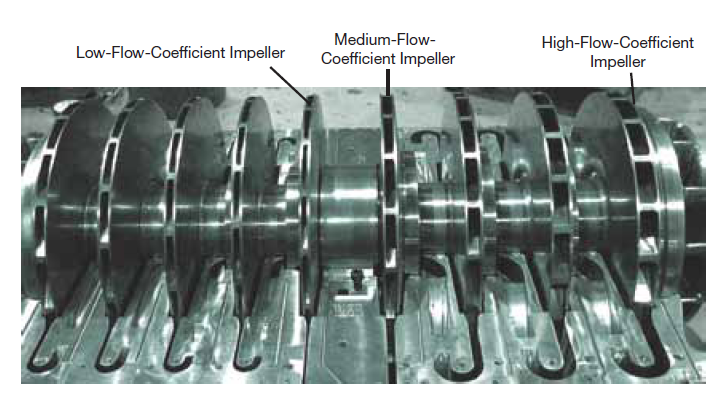 Low-Flow-Coefficient Impeller
Medium-Flow-
Coefficient Impeller
High-Flow-Coefficient
Impeller